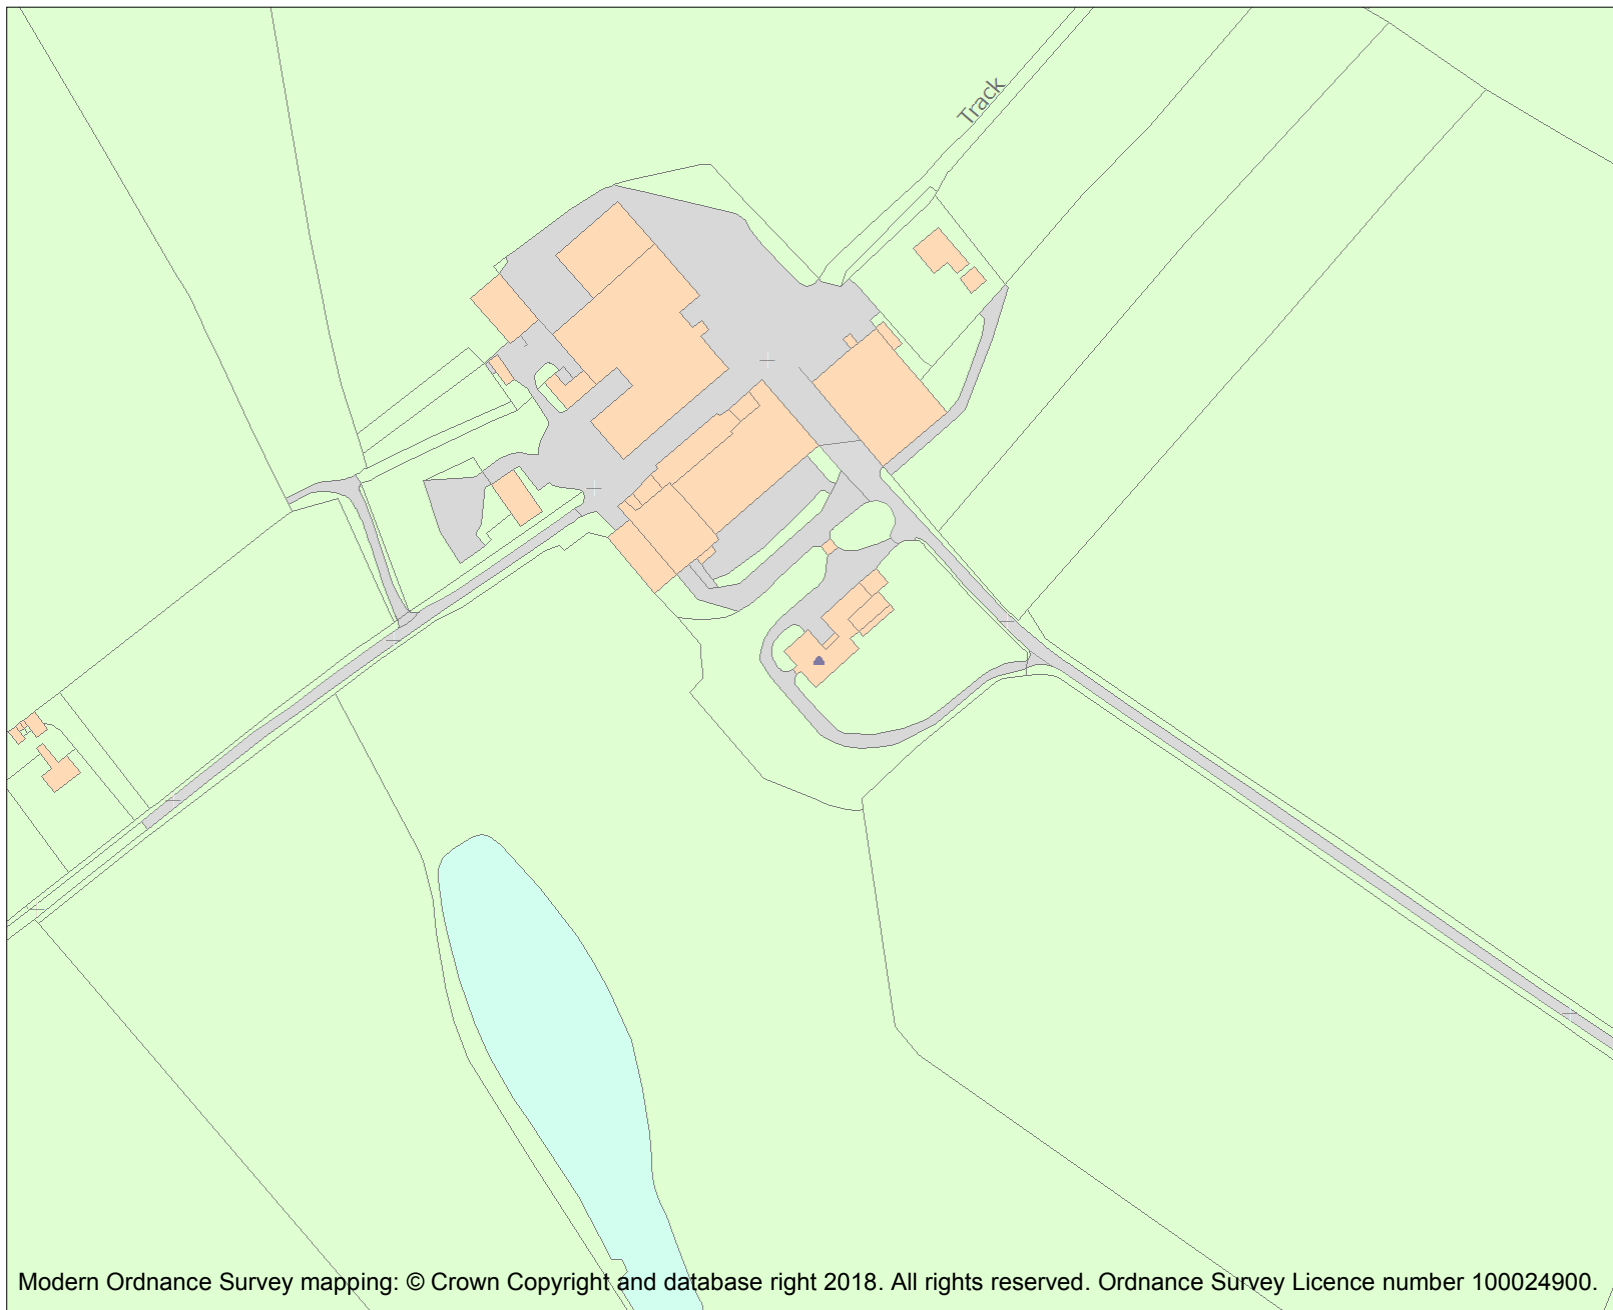 Track
Modern Ordnance Survey mapping: © Crown Copyright and database right 2018. All rights reserved. Ordnance Survey Licence number 100024900.